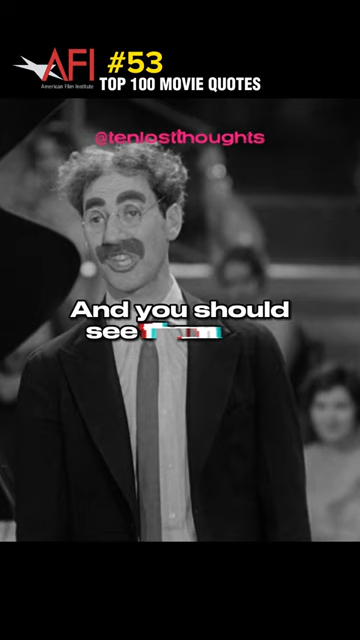 AFI
American Film Institute
#53
TOP 100 MOVIE QUOTES
@tenlostthoughts
And you should
see